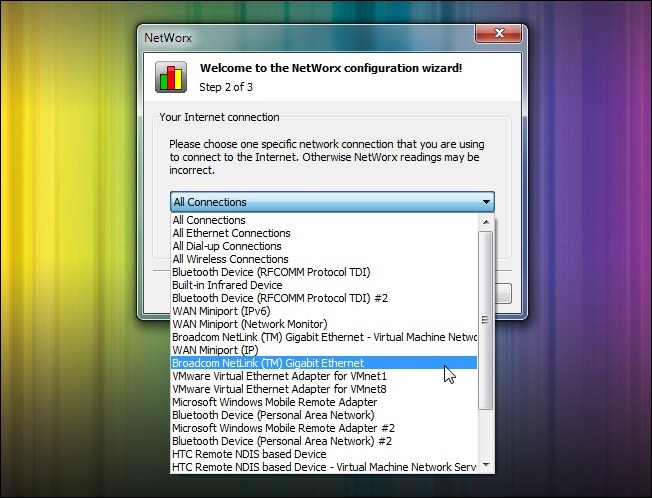 NetWorx
Welcome to the NetWorx configuration wizard!
Step 2 of 3
Your Internet connection
Please choose one specific network connection that you are using
to connect to the Internet. Otherwise NetWorx readings may be
incorrect.
All Connections
All Connections
All Ethernet Connections
All Dial-up Connections
All Wireless Connections
Bluetooth Device (RFCOMM Protocol TDI)
Built-in Infrared Device
Bluetooth Device (RFCOMM Protocol TDI) #2
WAN Miniport (IPv6)
WAN Miniport (Network Monitor)
Broadcom NetLink (TM) Gigabit Ethernet - Virtual Machine Netwo
WAN Miniport (IP)
Broadcom NetLink (TM) Gigabit Ethernet
VMware Virtual Ethernet Adapter for VMnet1
VMware Virtual Ethernet Adapter for VMnet8
Microsoft Windows Mobile Remote Adapter
Bluetooth Device (Personal Area Network)
Microsoft Windows Mobile Remote Adapter #2
Bluetooth Device (Personal Area Network) #2
HTC Remote NDIS based Device
HTC Remote NDIS based Device - Virtual Machine Network Serv